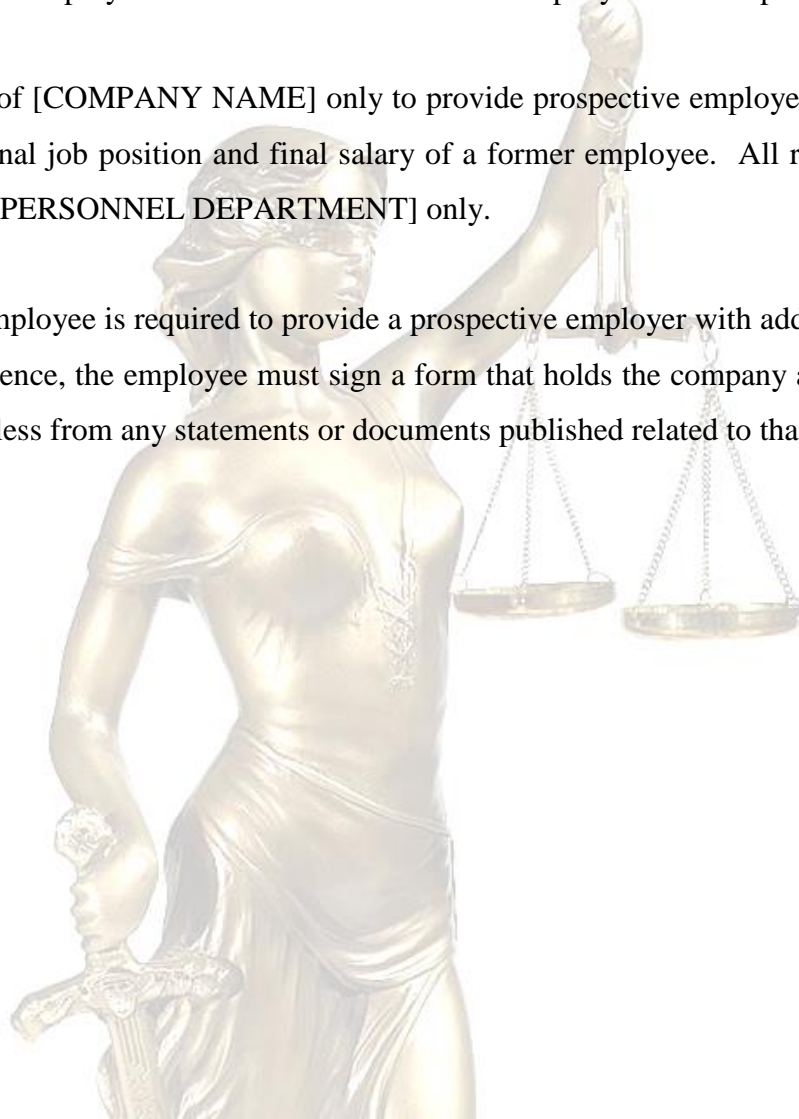 of [COMPANY NAME] only to provide prospective employe
nal job position and final salary of a former employee. All r
PERSONNEL DEPARTMENT] only.
mployee is required to provide a prospective employer with add
ence, the employee must sign a form that holds the company a
less from any statements or documents published related to tha